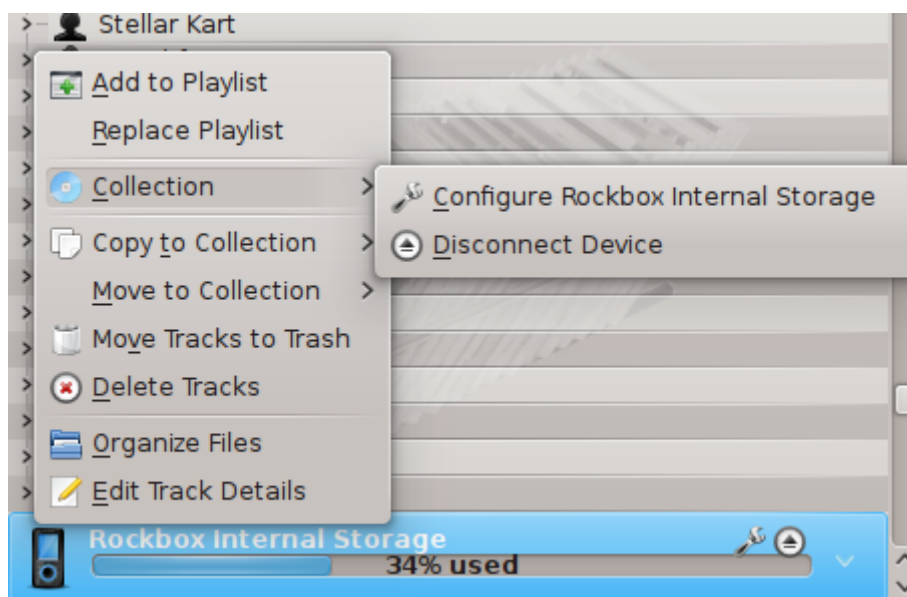 Stellar Kart
Add to Playlist
Replace Playlist
Collection
Configure Rockbox Internal Storage
Disconnect Device
Copy to Collection
Move to Collection
Move Tracks to Trash
Delete Tracks
Organize Files
Edit Track Details
Rockbox Internal Storage
34% used